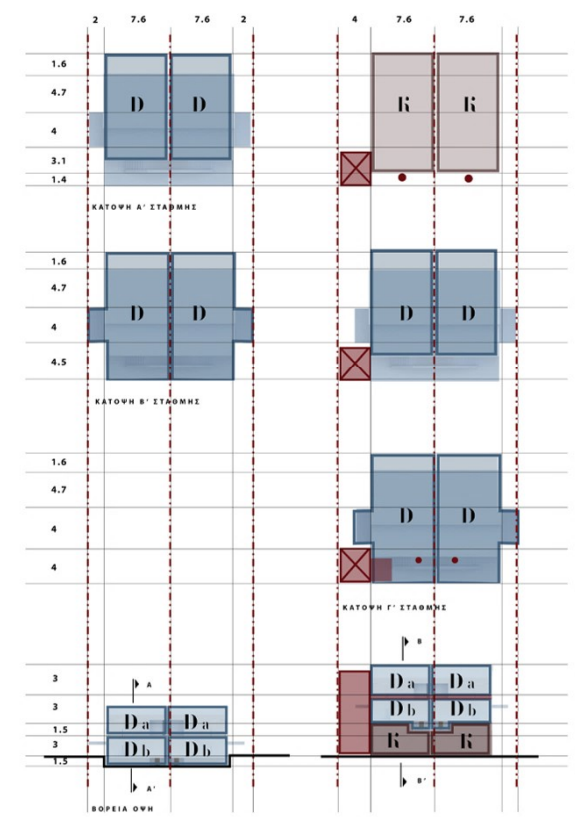 2 7.6 7.6 2 4 7.6 7.6
1.6
4.7
4
3.1
1.4
D D K K
ΚΑΤΟΨΗ Α' ΣΤΑΘΜΗΣ
1.6
4.7
4
4.5
D D D D
ΚΑΤΟΨΗ Β' ΣΤΑΘΜΗΣ
1.6
4.7
4
4
D D
ΚΑΤΟΨΗ Γ' ΣΤΑΘΜΗΣ
3
3
1.5
3
1.5
A
Da Da
Db Db
A'
B
Da Da
Db Db
K K
B'
ΒΟΡΕΙΑ ΟΨΗ